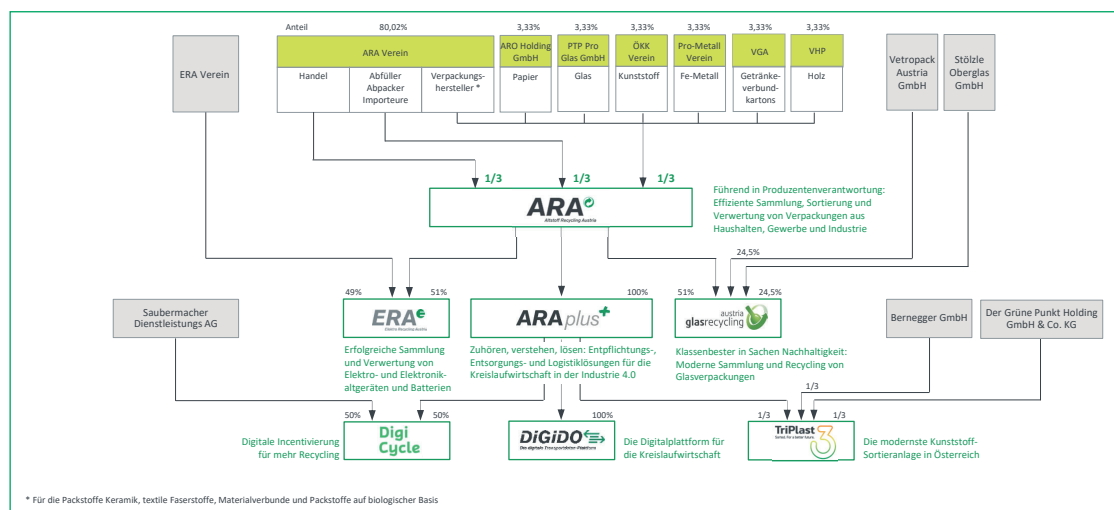 Anteil
80,02%
3,33%
3,33%
3,33%
3,33%
3,33%
3,33%
ERA Verein
ARA Verein
ARO Holding
GmbH
PTP Pro
Glas GmbH
ÖKK
Verein
Pro-Metall
Verein
VGA
VHP
Vetropack
Austria
GmbH
Stölzle
Oberglas
GmbH
Handel
Abfüller
Abpacker
Importeure
Verpackungs-
hersteller *
Papier
Glas
Kunststoff
Fe-Metall
Getränke-
verbund-
kartons
Holz
1/3
1/3
1/3
ARA
Altstoff Recycling Austria
Führend in Produzentenverantwortung:
Effiziente Sammlung, Sortierung und
Verwertung von Verpackungen aus
Haushalten, Gewerbe und Industrie
24,5%
49%
51%
100%
51%
24,5%
Saubermacher
Dienstleistungs AG
ERA
Elektro Recycling Austria
ARAplus+
austria
glasrecycling
Bernegger GmbH
Der Grüne Punkt Holding
GmbH & Co. KG
Erfolgreiche Sammlung
und Verwertung von
Elektro- und Elektronik-
altgeräten und Batterien
Zuhören, verstehen, lösen: Entpflichtungs-,
Entsorgungs- und Logistiklösungen für die
Kreislaufwirtschaft in der Industrie 4.0
Klassenbester in Sachen Nachhaltigkeit:
Moderne Sammlung und Recycling von
Glasverpackungen
1/3
50%
50%
100%
1/3
1/3
Digitale Incentivierung
für mehr Recycling
Digi
Cycle
DiGiDO
Die Digitalplattform für
die Kreislaufwirtschaft
TriPlast
3
Die modernste Kunststoff-
Sortieranlage in Österreich
* Für die Packstoffe Keramik, textile Faserstoffe, Materialverbunde und Packstoffe auf biologischer Basis